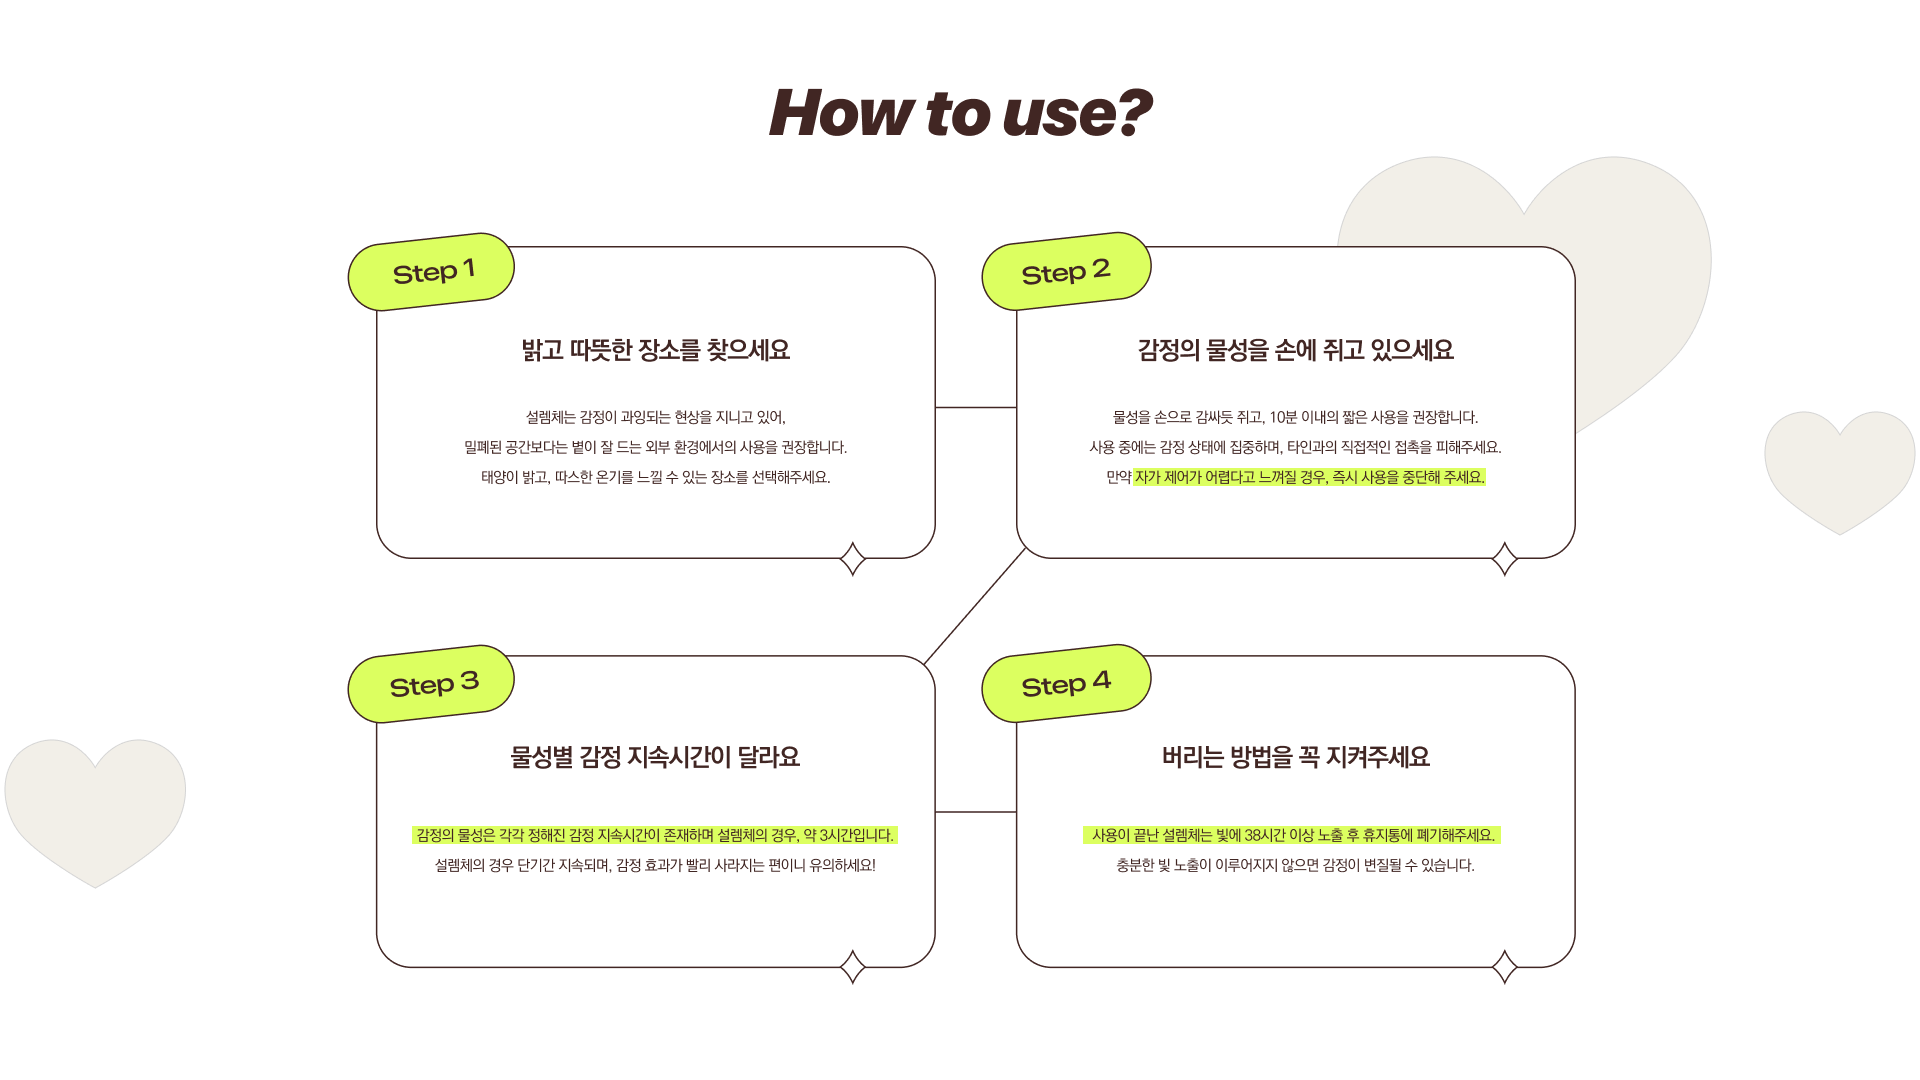 How to use?
Step 1
밝고 따뜻한 장소를 찾으세요
설렘체는 감정이 과잉되는 현상을 지니고 있어,
밀폐된 공간보다는 볕이 잘 드는 외부 환경에서의 사용을 권장합니다.
태양이 밝고, 따스한 온기를 느낄 수 있는 장소를 선택해주세요.
Step 2
감정의 물성을 손에 쥐고 있으세요
물성을 손으로 감싸듯 쥐고, 10분 이내의 짧은 사용을 권장합니다.
사용 중에는 감정 상태에 집중하며, 타인과의 직접적인 접촉을 피해주세요.
만약 자가 제어가 어렵다고 느껴질 경우, 즉시 사용을 중단해 주세요.
Step 3
물성별 감정 지속시간이 달라요
감정의 물성은 각각 정해진 감정 지속시간이 존재하며 설렘체의 경우, 약 3시간입니다.
설렘체의 경우 단기간 지속되며, 감정 효과가 빨리 사라지는 편이니 유의하세요!
Step 4
버리는 방법을 꼭 지켜주세요
사용이 끝난 설렘체는 빛에 38시간 이상 노출 후 휴지통에 폐기해주세요.
충분한 빛 노출이 이루어지지 않으면 감정이 변질될 수 있습니다.